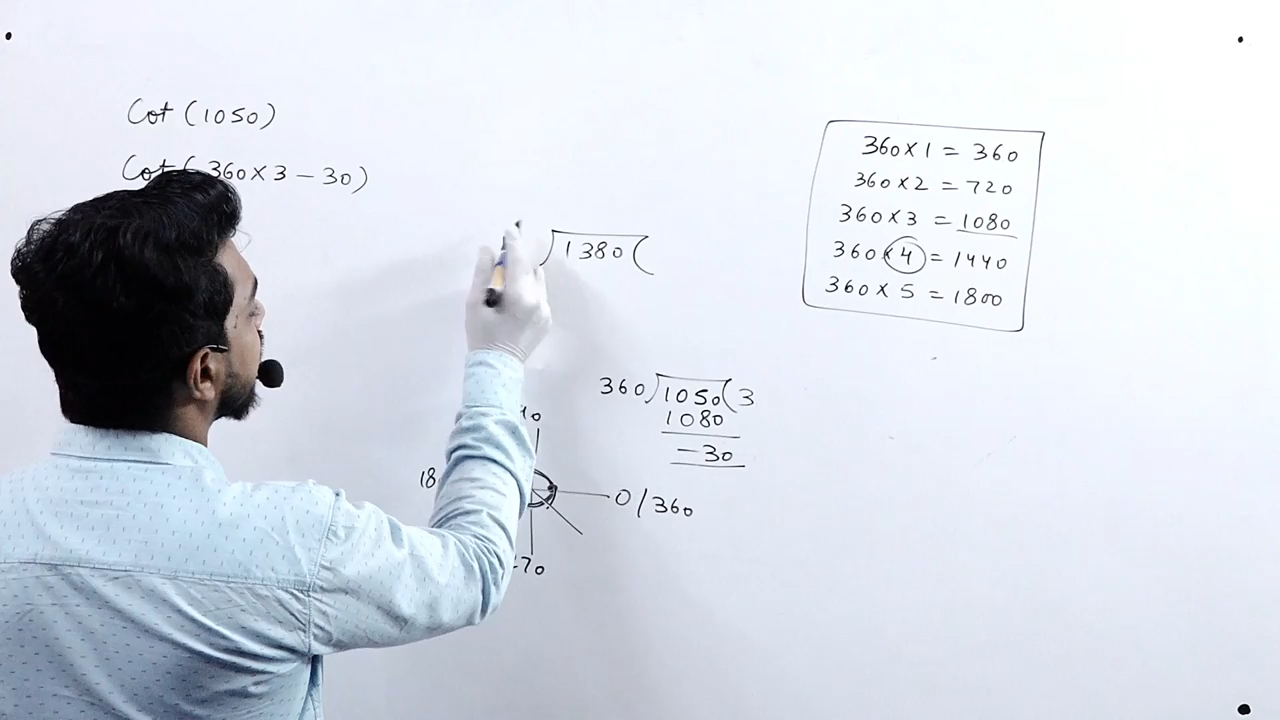 Cot (1050)
Cot( 360 × 3 - 30)
)1380(
360)1050(3
1080
-30
0/360
360 × 1 = 360
360 × 2 = 720
360 × 3 = 1080
360 × 4 = 1440
360 × 5 = 1800